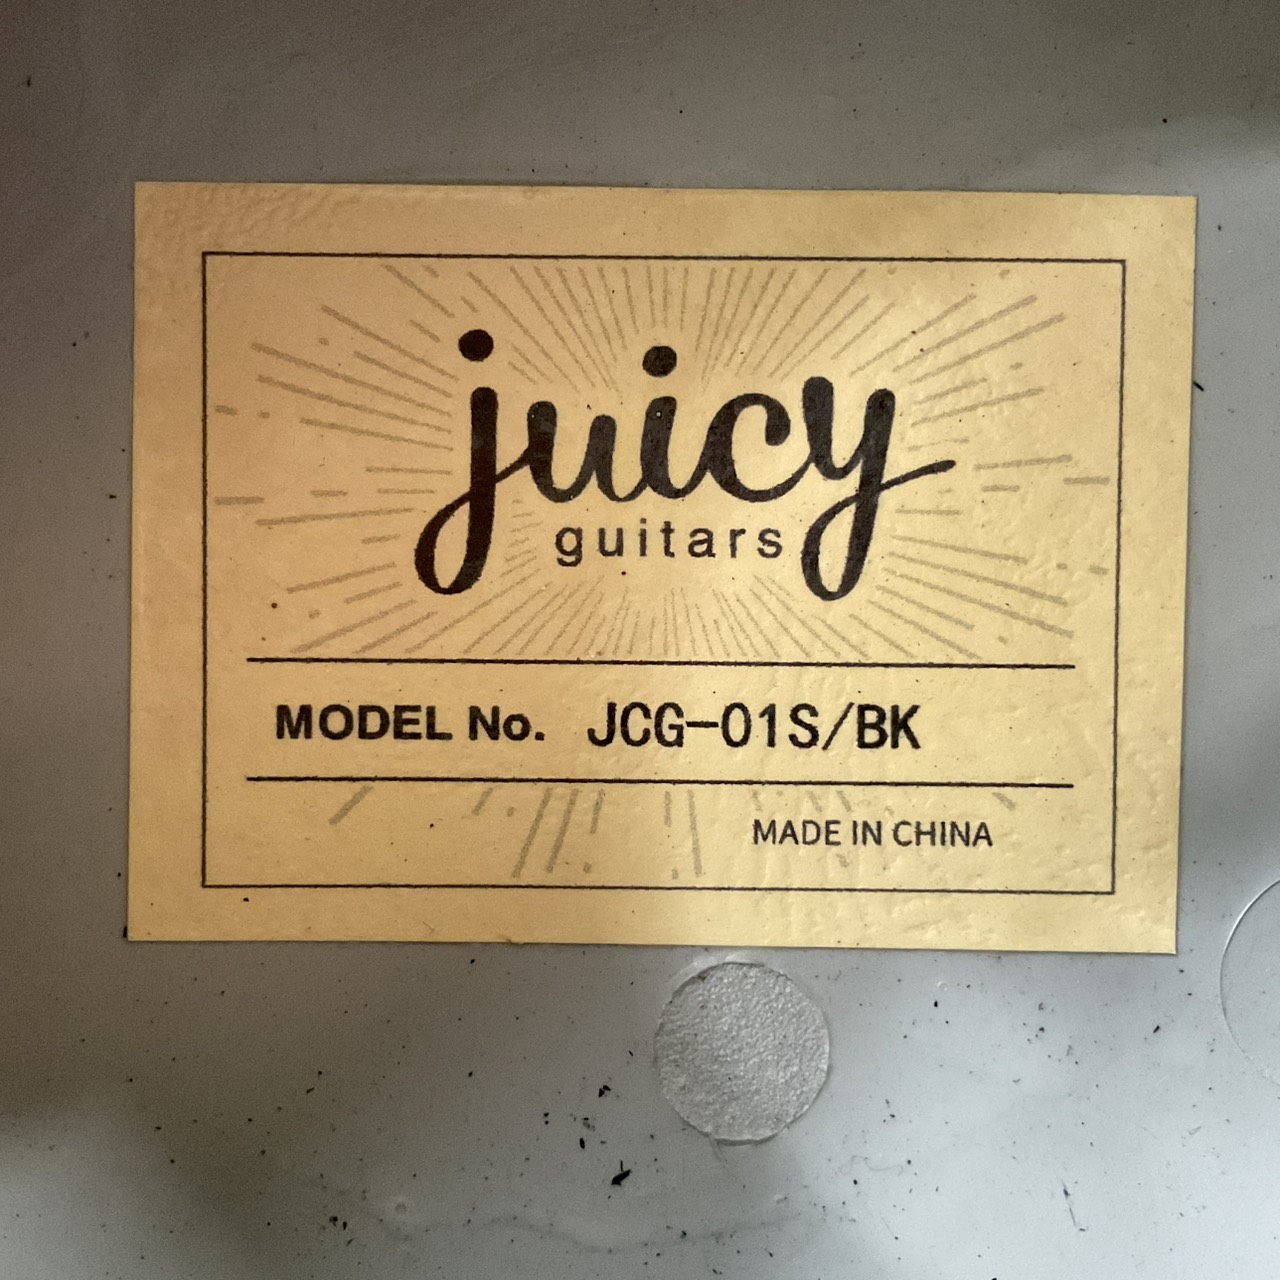 juicy
guitars
MODEL No. JCG-01S/BK
MADE IN CHINA